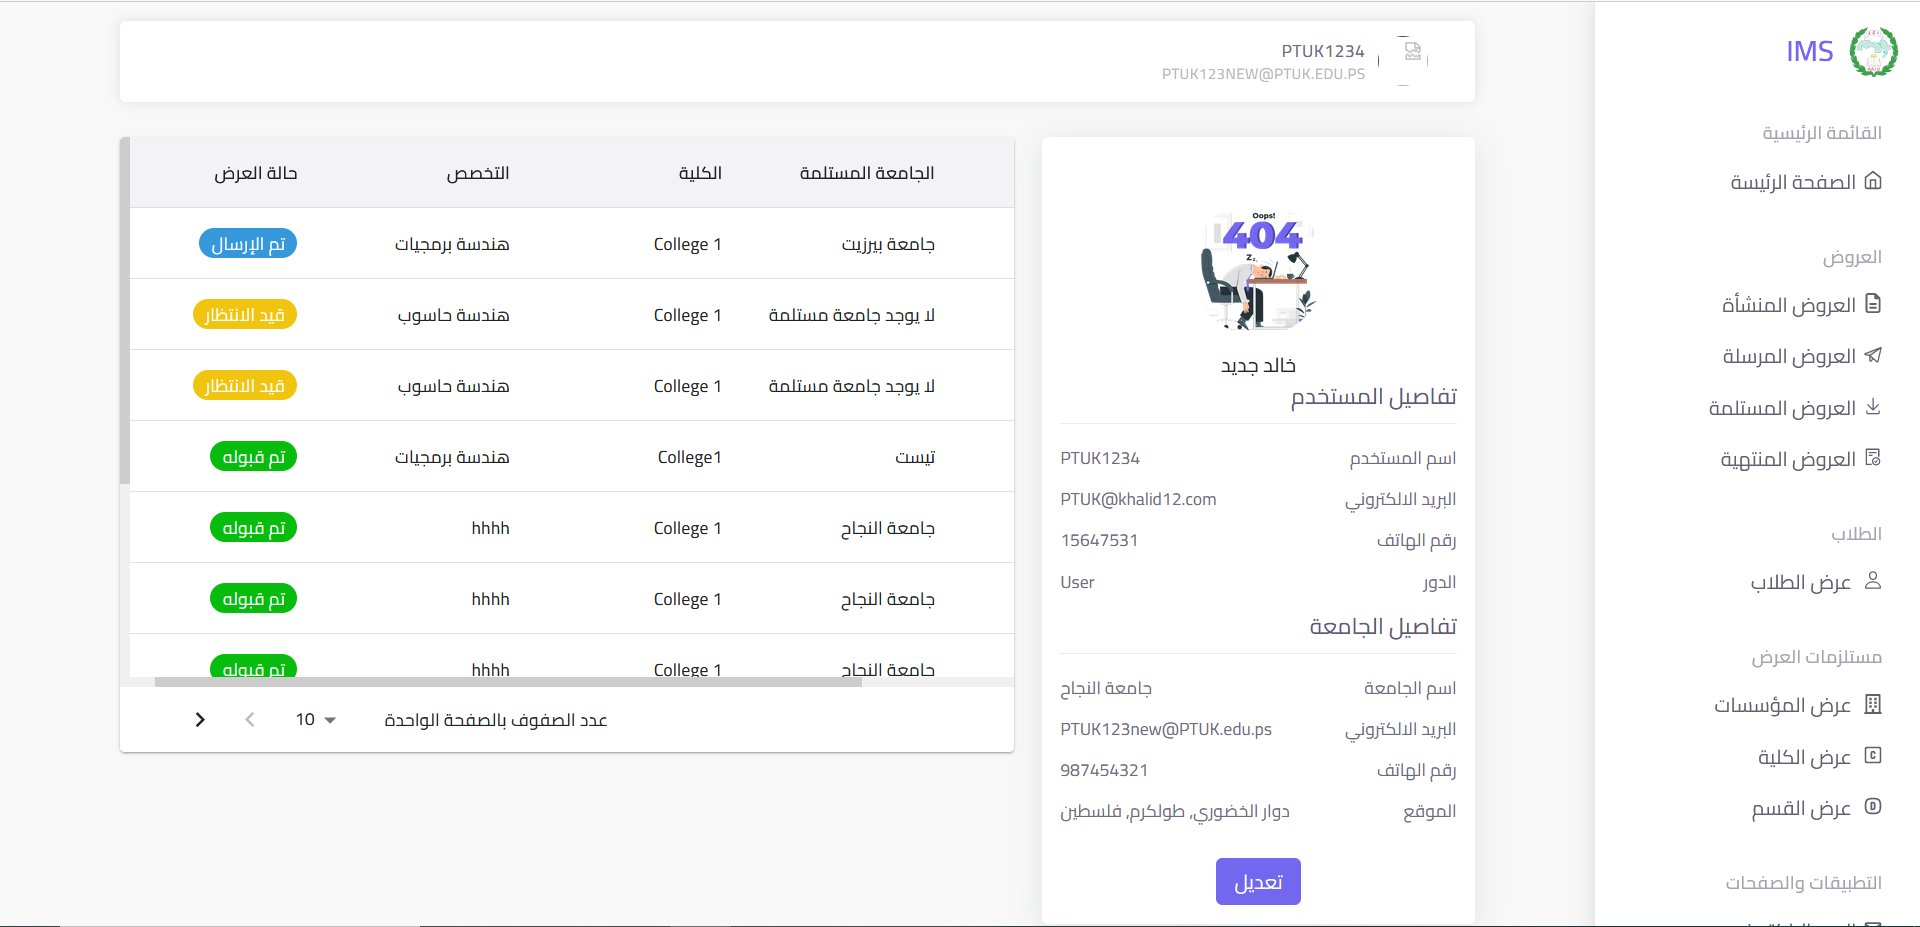 IMS
القائمة الرئيسية
الصفحة الرئيسة
العروض
العروض المنشأة
العروض المرسلة
العروض المستلمة
العروض المنتهية
الطلاب
عرض الطلاب
مستلزمات العرض
عرض المؤسسات
عرض الكلية
عرض القسم
التطبيقات والصفحات
PTUK1234
PTUK123NEW@PTUK.EDU.PS
Oops!
404
خالد جديد
تفاصيل المستخدم
اسم المستخدم PTUK1234
البريد الالكتروني PTUK@khalid12.com
رقم الهاتف 15647531
الدور User
تفاصيل الجامعة
اسم الجامعة جامعة النجاح
البريد الالكتروني PTUK123new@PTUK.edu.ps
رقم الهاتف 987454321
الموقع دوار الخضوري, طولكرم, فلسطين
تعديل
الجامعة المستلمة الكلية التخصص حالة العرض
جامعة بيرزيت College 1 هندسة برمجيات تم الإرسال
لا يوجد جامعة مستلمة College 1 هندسة حاسوب قيد الانتظار
لا يوجد جامعة مستلمة College 1 هندسة حاسوب قيد الانتظار
تيست College1 هندسة برمجيات تم قبوله
جامعة النجاح College 1 hhhh تم قبوله
جامعة النجاح College 1 hhhh تم قبوله
جامعة النجاح College 1 hhhh تم قبوله
عدد الصفوف بالصفحة الواحدة 10